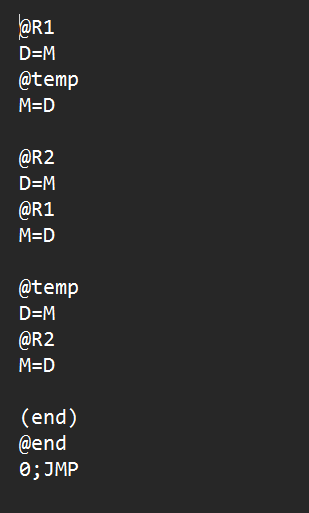 @R1
D=M
@temp
M=D

@R2
D=M
@R1
M=D

@temp
D=M
@R2
M=D

(end)
@end
0;JMP